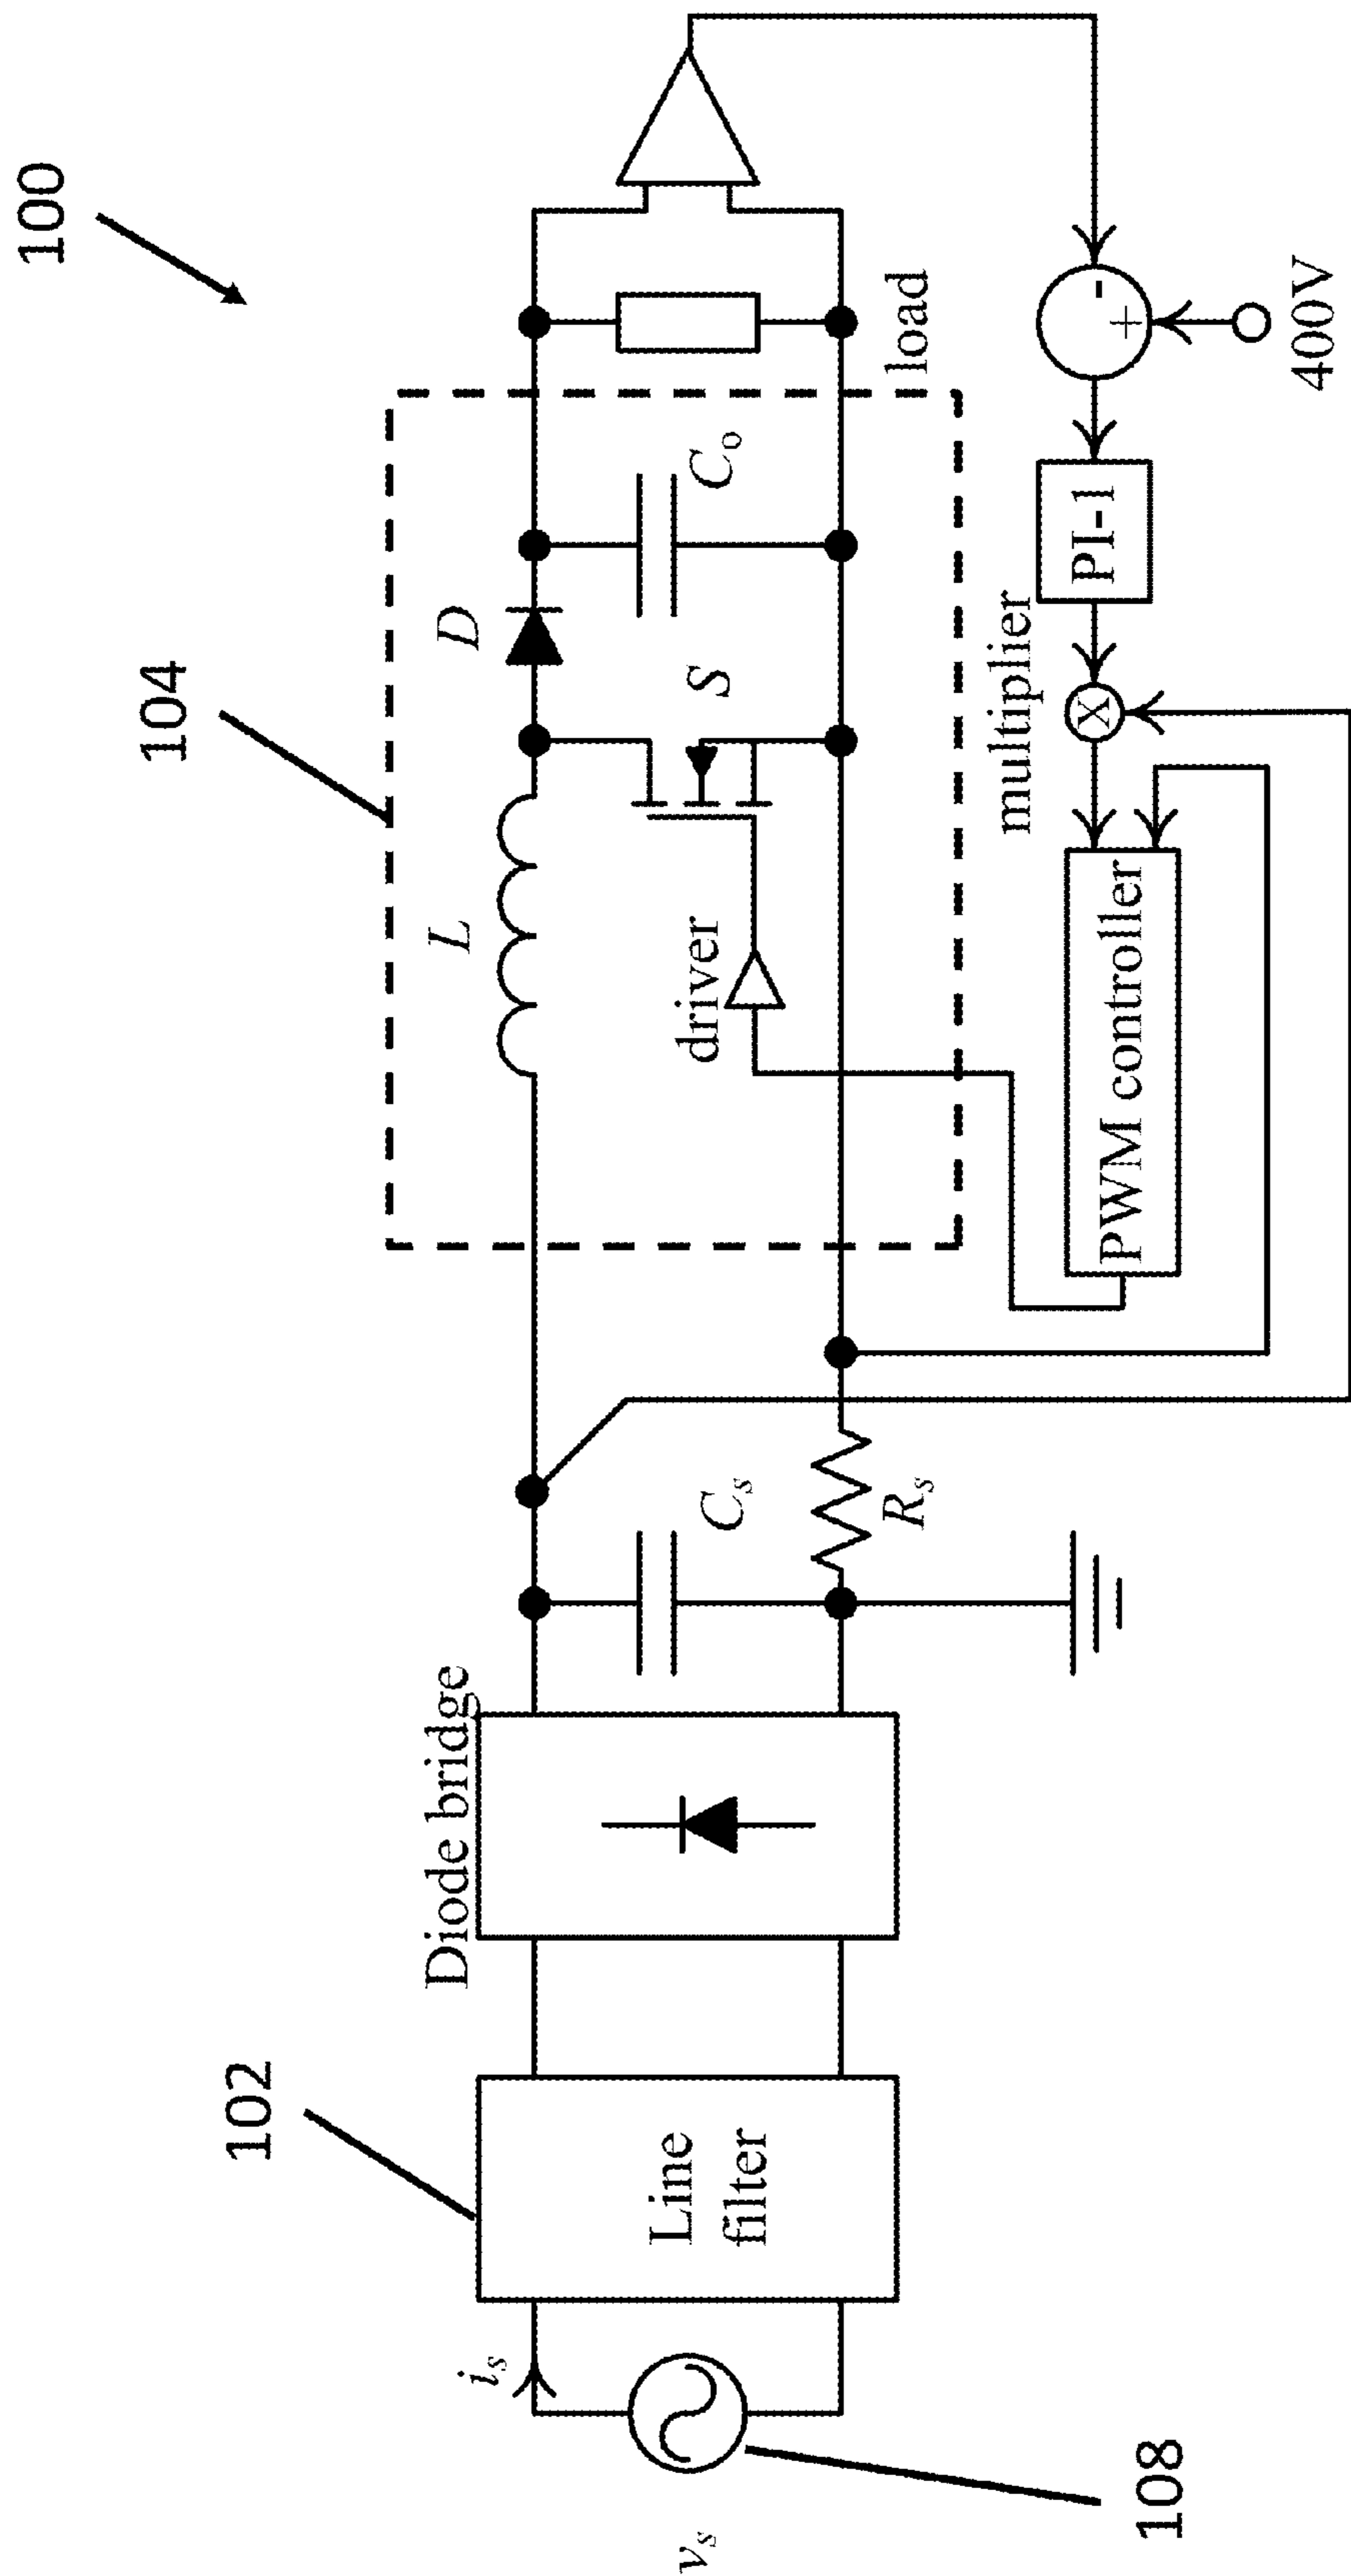 100
104
102
108
v_s
i_s
Line
filter
Diode bridge
C_s
R_s
L
D
S
C_o
driver
load
multiplier
PWM controller
X
PI-1
-
+
400V